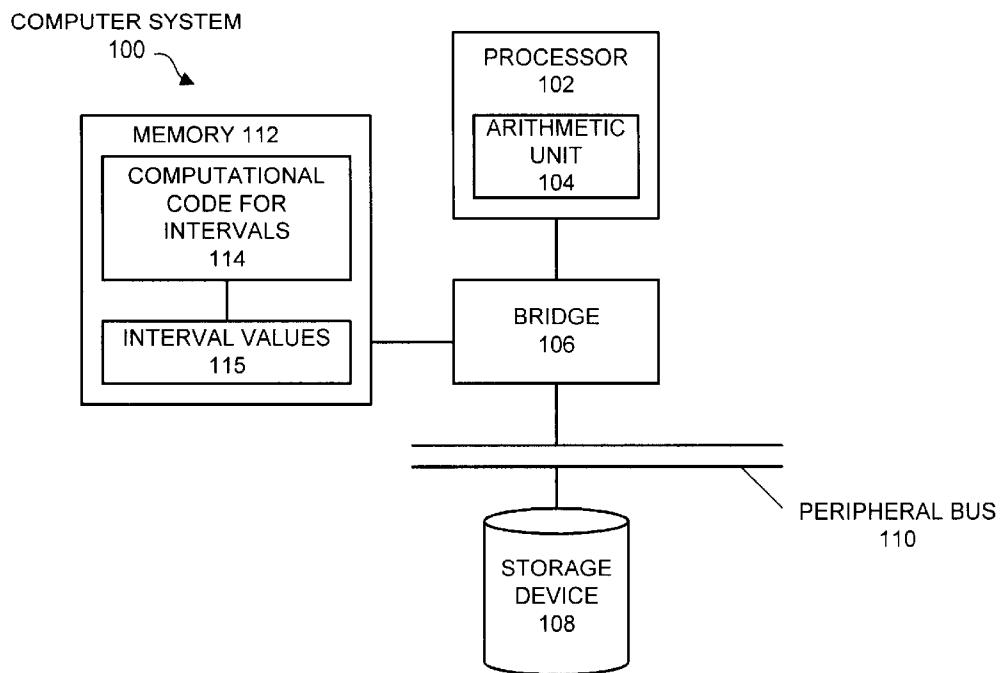 COMPUTER SYSTEM
100
PROCESSOR
102
ARITHMETIC
UNIT
104
MEMORY 112
COMPUTATIONAL
CODE FOR
INTERVALS
114
INTERVAL VALUES
115
BRIDGE
106
PERIPHERAL BUS
110
STORAGE
DEVICE
108